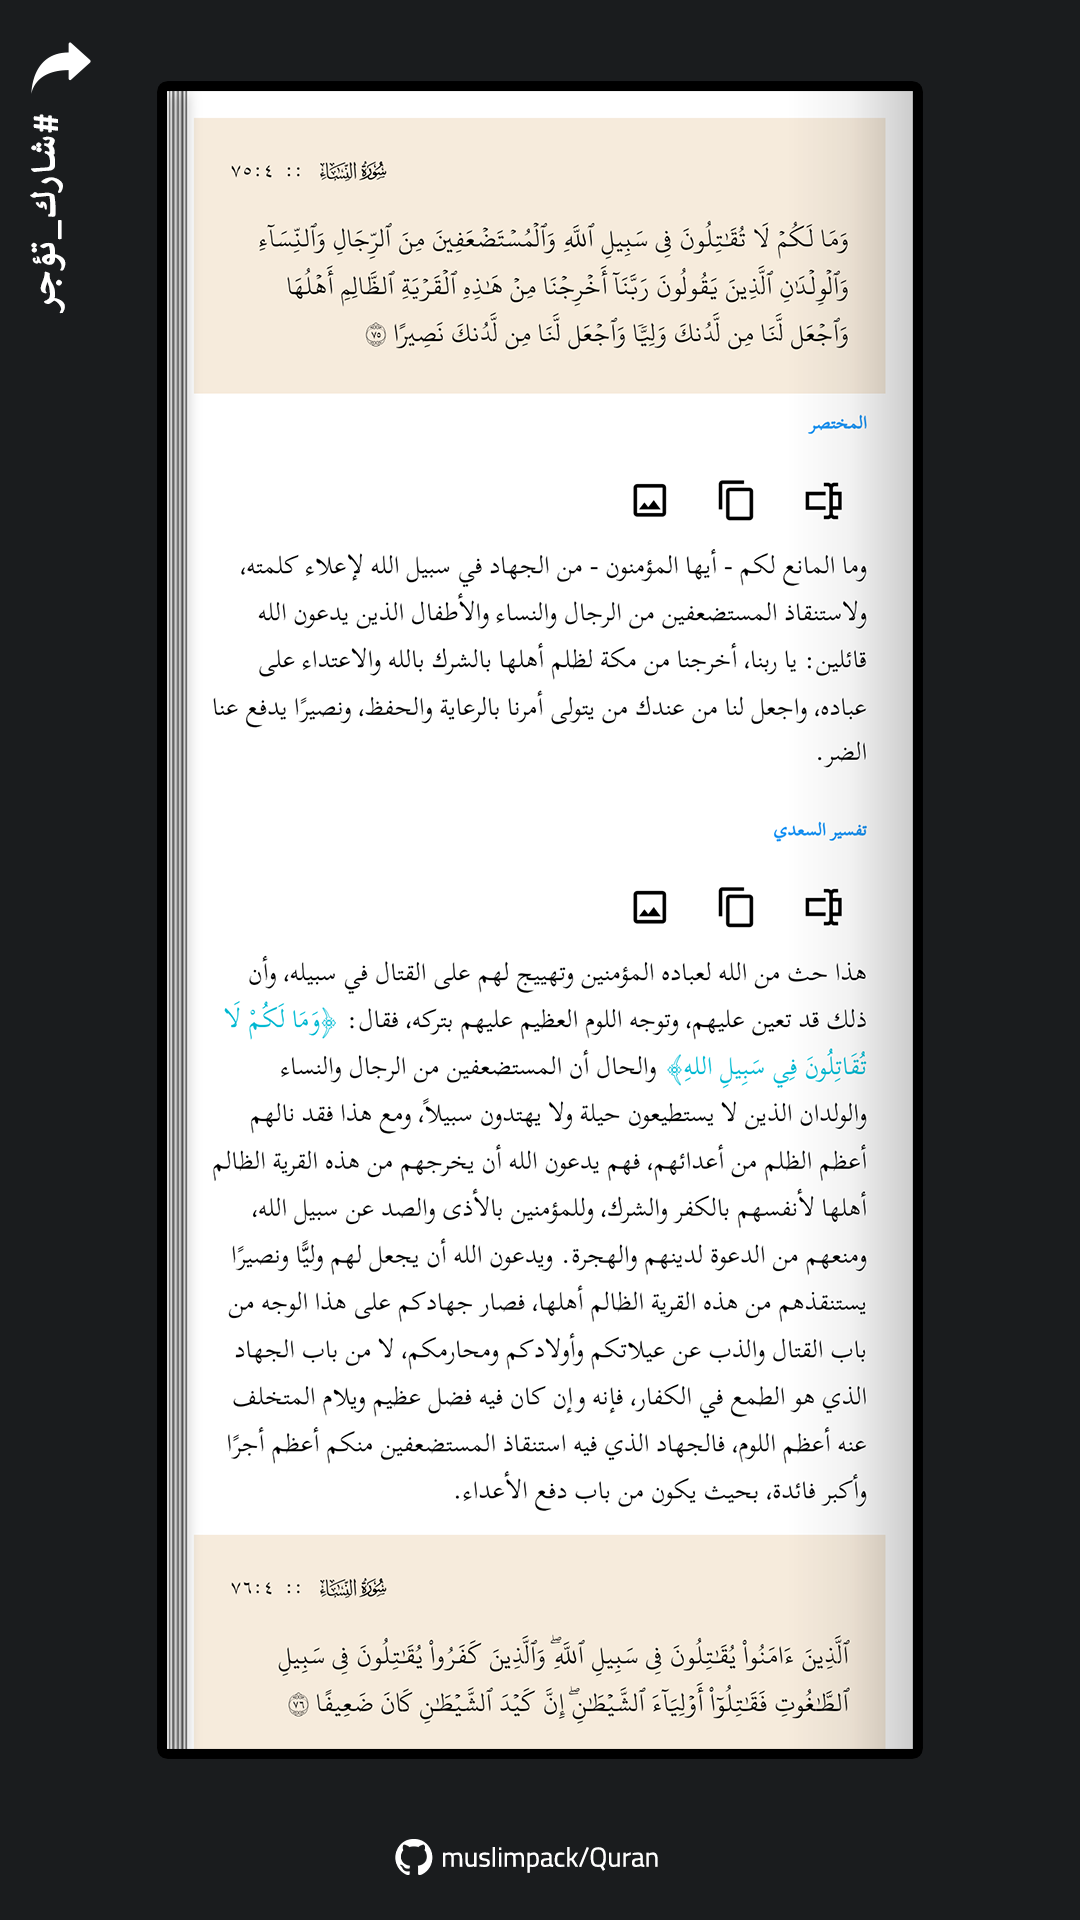 #شارك_تؤجر
سُورَةُ النِّسَاءِ :: ٧٥:٤
وَمَا لَكُمۡ لَا تُقَٰتِلُونَ فِي سَبِيلِ ٱللَّهِ وَٱلۡمُسۡتَضۡعَفِينَ مِنَ ٱلرِّجَالِ وَٱلنِّسَآءِ
وَٱلۡوِلۡدَٰنِ ٱلَّذِينَ يَقُولُونَ رَبَّنَآ أَخۡرِجۡنَا مِنۡ هَٰذِهِ ٱلۡقَرۡيَةِ ٱلظَّالِمِ أَهۡلُهَا
وَٱجۡعَل لَّنَا مِن لَّدُنكَ وَلِيّٗا وَٱجۡعَل لَّنَا مِن لَّدُنكَ نَصِيرًا ٧٥
المختصر
وما المانع لكم - أيها المؤمنون - من الجهاد في سبيل الله لإعلاء كلمته،
ولاستنقاذ المستضعفين من الرجال والنساء والأطفال الذين يدعون الله
قائلين: يا ربنا، أخرجنا من مكة لظلم أهلها بالشرك بالله والاعتداء على
عباده، واجعل لنا من عندك من يتولى أمرنا بالرعاية والحفظ، ونصيرًا يدفع عنا
الضر.
تفسير السعدي
هذا حث من الله لعباده المؤمنين وتهييج لهم على القتال في سبيله، وأن
ذلك قد تعين عليهم، وتوجه اللوم العظيم عليهم بتركه، فقال: ﴿وَمَا لَكُمْ لَا
تُقَاتِلُونَ فِي سَبِيلِ اللهِ﴾ والحال أن المستضعفين من الرجال والنساء
والولدان الذين لا يستطيعون حيلة ولا يهتدون سبيلاً، ومع هذا فقد نالهم
أعظم الظلم من أعدائهم، فهم يدعون الله أن يخرجهم من هذه القرية الظالم
أهلها لأنفسهم بالكفر والشرك، وللمؤمنين بالأذى والصد عن سبيل الله،
ومنعهم من الدعوة لدينهم والهجرة. ويدعون الله أن يجعل لهم وليًّا ونصيرًا
يستنقذهم من هذه القرية الظالم أهلها، فصار جهادكم على هذا الوجه من
باب القتال والذب عن عيلاتكم وأولادكم ومحارمكم، لا من باب الجهاد
الذي هو الطمع في الكفار، فإنه وإن كان فيه فضل عظيم ويلام المتخلف
عنه أعظم اللوم، فالجهاد الذي فيه استنقاذ المستضعفين منكم أعظم أجرًا
وأكبر فائدة، بحيث يكون من باب دفع الأعداء.
سُورَةُ النِّسَاءِ :: ٧٦:٤
ٱلَّذِينَ ءَامَنُواْ يُقَٰتِلُونَ فِي سَبِيلِ ٱللَّهِۖ وَٱلَّذِينَ كَفَرُواْ يُقَٰتِلُونَ فِي سَبِيلِ
ٱلطَّٰغُوتِ فَقَٰتِلُوٓاْ أَوۡلِيَآءَ ٱلشَّيۡطَٰنِۖ إِنَّ كَيۡدَ ٱلشَّيۡطَٰنِ كَانَ ضَعِيفًا ٧٦
muslimpack/Quran